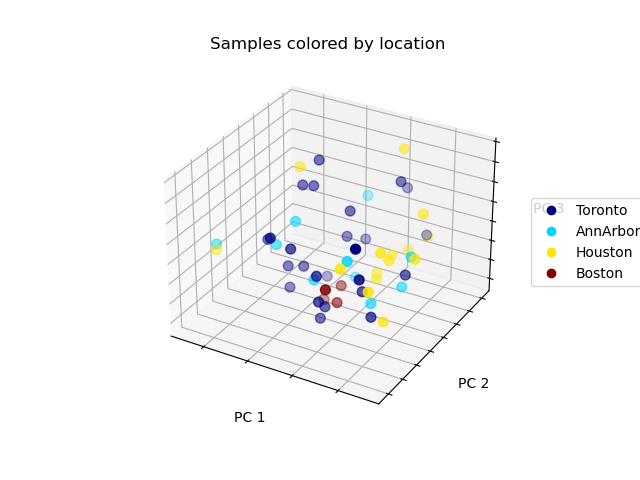 Samples colored by location
PC 3
Toronto
AnnArbor
Houston
Boston
PC 2
PC 1